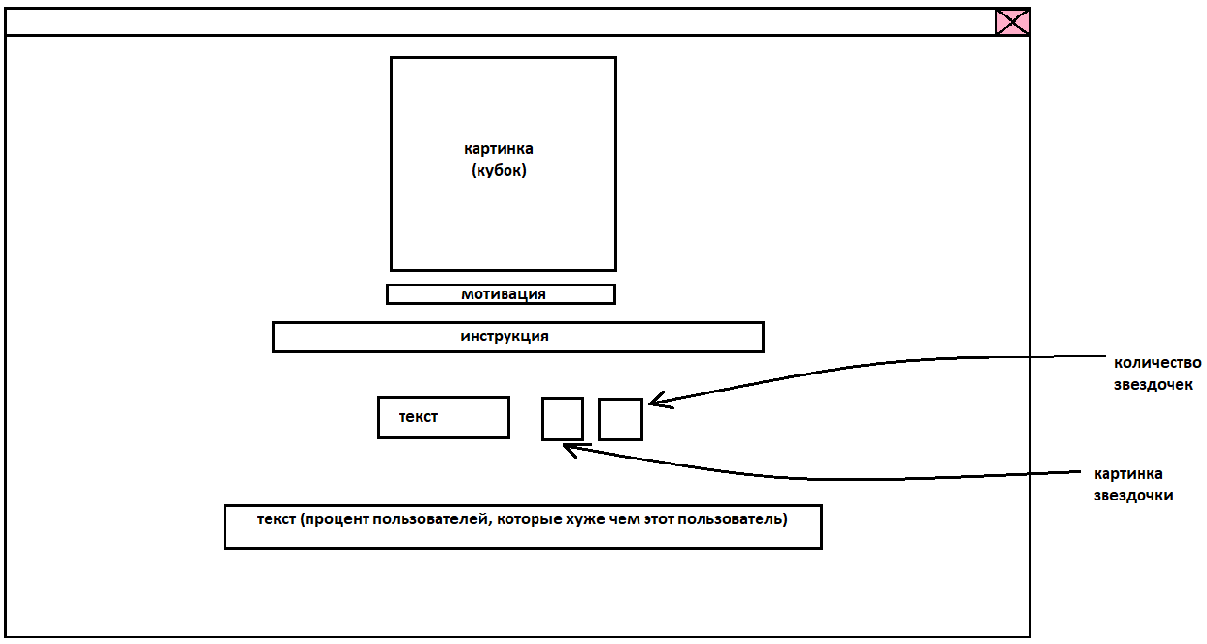 картинка
(кубок)
мотивация
инструкция
количество
звездочек
текст
картинка
звездочки
текст (процент пользователей, которые хуже чем этот пользователь)